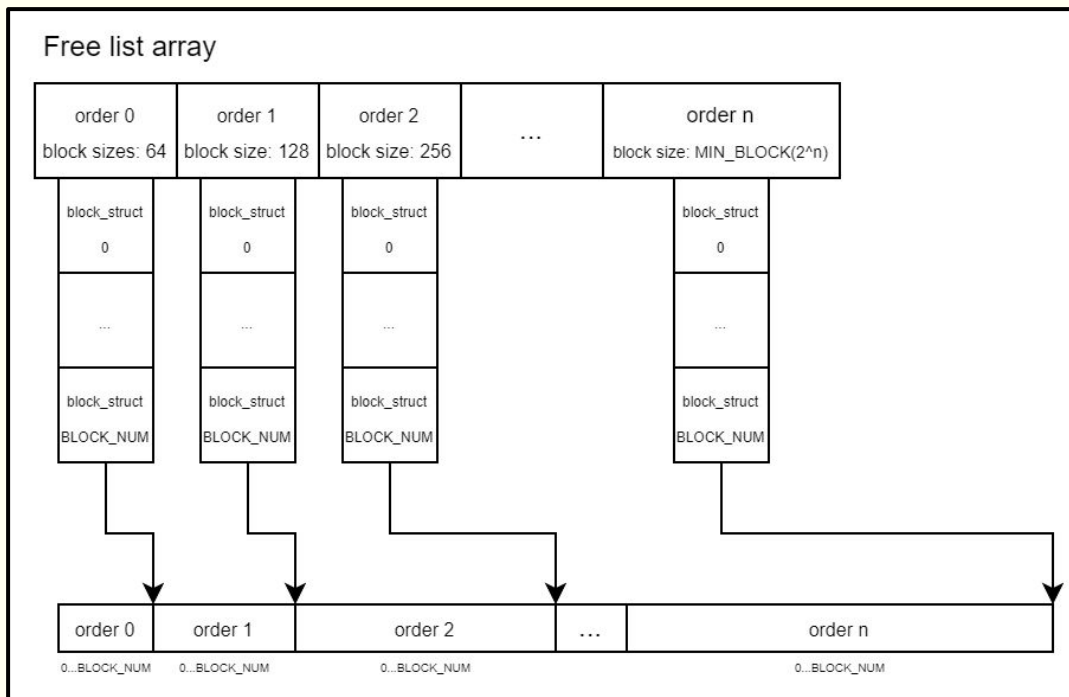 Free list array
order 0
block sizes: 64
order 1
block size: 128
order 2
block size: 256
...
order n
block size: MIN_BLOCK(2^n)
block_struct
0
block_struct
0
block_struct
0
block_struct
0
...
...
...
...
block_struct
BLOCK_NUM
block_struct
BLOCK_NUM
block_struct
BLOCK_NUM
block_struct
BLOCK_NUM
order 0
order 1
order 2
...
order n
0...BLOCK_NUM
0...BLOCK_NUM
0...BLOCK_NUM
0...BLOCK_NUM